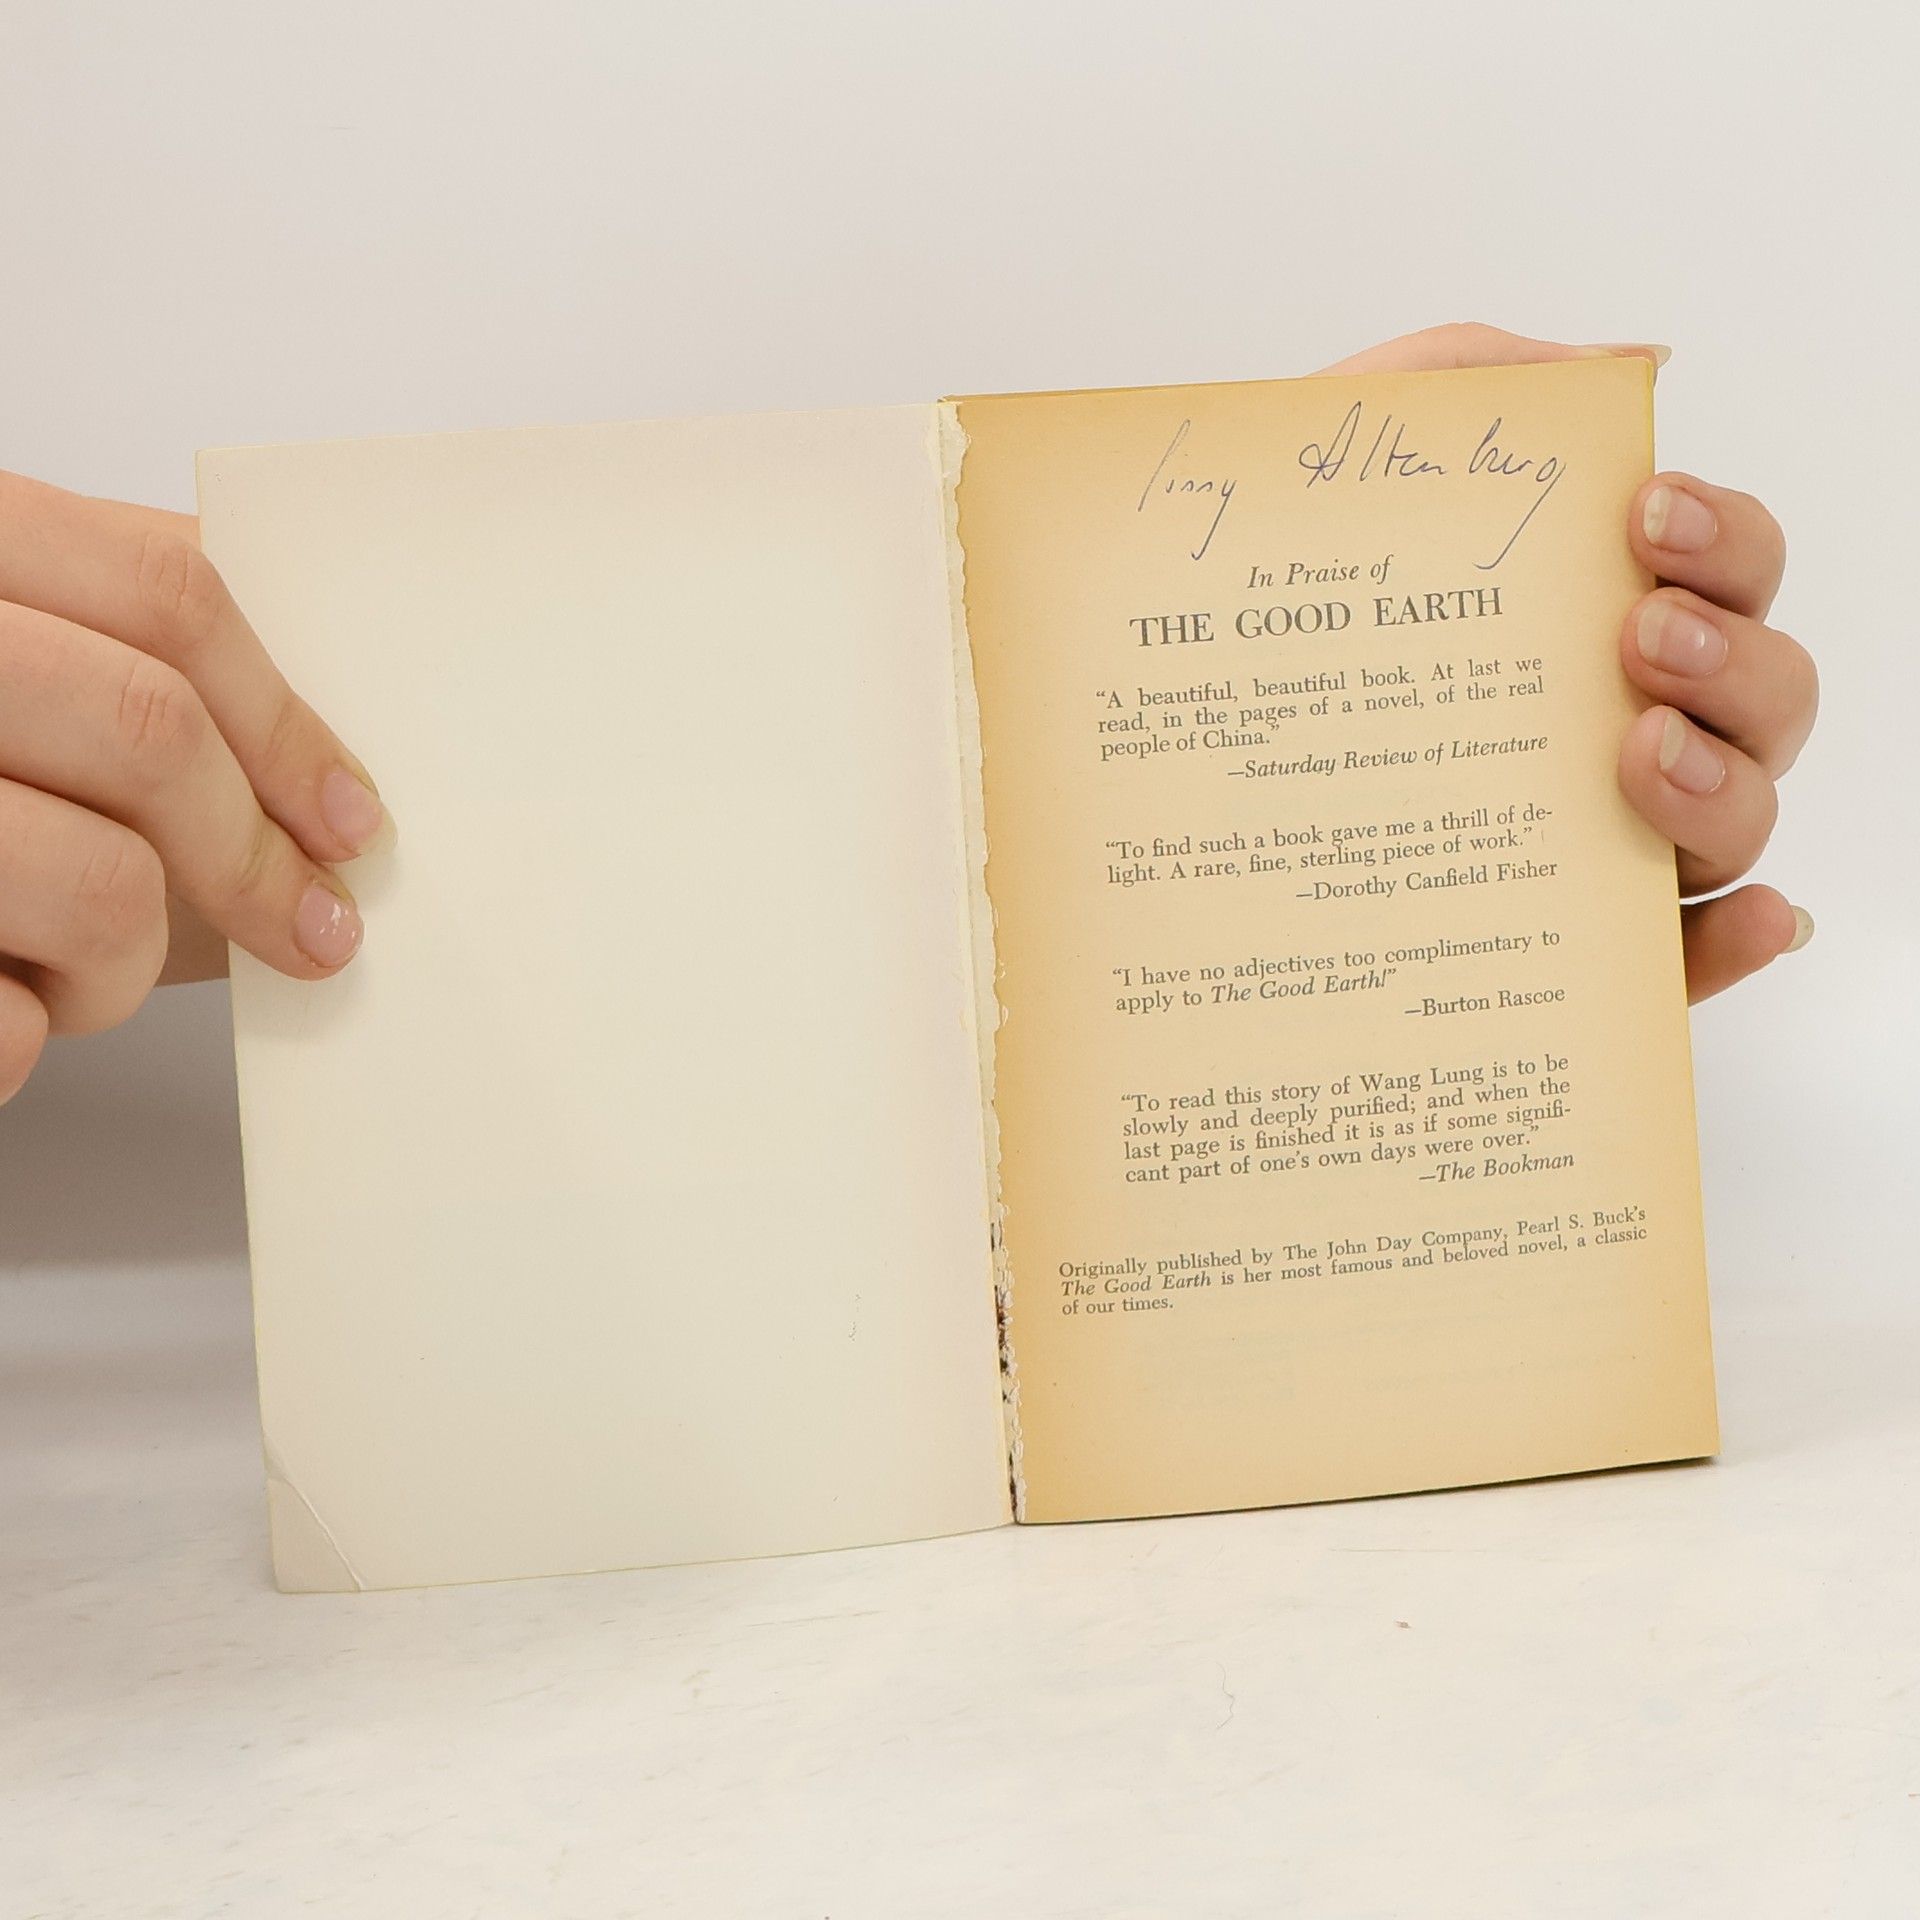 Altenburg
In Praise of
THE GOOD EARTH
“A beautiful, beautiful book. At last we
read, in the pages of a novel, of the real
people of China.”
—Saturday Review of Literature
“To find such a book gave me a thrill of de-
light. A rare, fine, sterling piece of work.”
—Dorothy Canfield Fisher
“I have no adjectives too complimentary to
apply to The Good Earth!”
—Burton Rascoe
“To read this story of Wang Lung is to be
slowly and deeply purified; and when the
last page is finished it is as if some signifi-
cant part of one’s own days were over.”
—The Bookman
Originally published by The John Day Company, Pearl S. Buck’s
The Good Earth is her most famous and beloved novel, a classic
of our times.